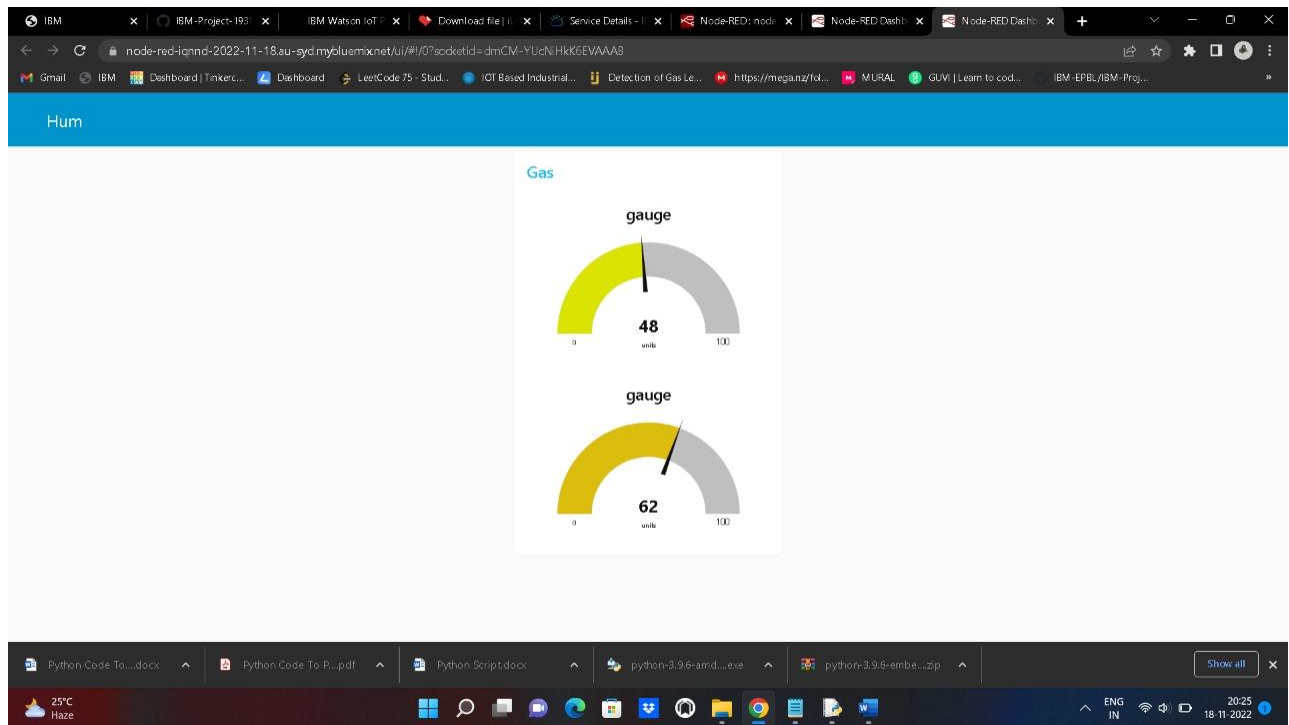 IBM
IBM-Project-193
IBM Watson IoT P
Download file | iL
Service Details - I
Node-RED: node
Node-RED Dashb
Node-RED Dashb
node-red-iqnnd-2022-11-18.au-syd.mybluemix.net/ui/#!/0?socketid=dmCM-YUcNiHkK6EVAAAB
Gmail
IBM
Dashboard | Tinkerc...
Dashboard
LeetCode 75 - Stud...
IOT Based Industrial...
Detection of Gas Le...
https://mega.nz/fol...
MURAL
GUVI | Learn to cod...
IBM-EPBL/IBM-Proj...
Hum
Gas
gauge
48
units
0
100
gauge
62
units
0
100
Python Code To....docx
Python Code To P....pdf
Python Script.docx
python-3.9.6-amd....exe
python-3.9.6-embe....zip
Show all
25°C
Haze
ENG
IN
20:25
18-11-2022
1